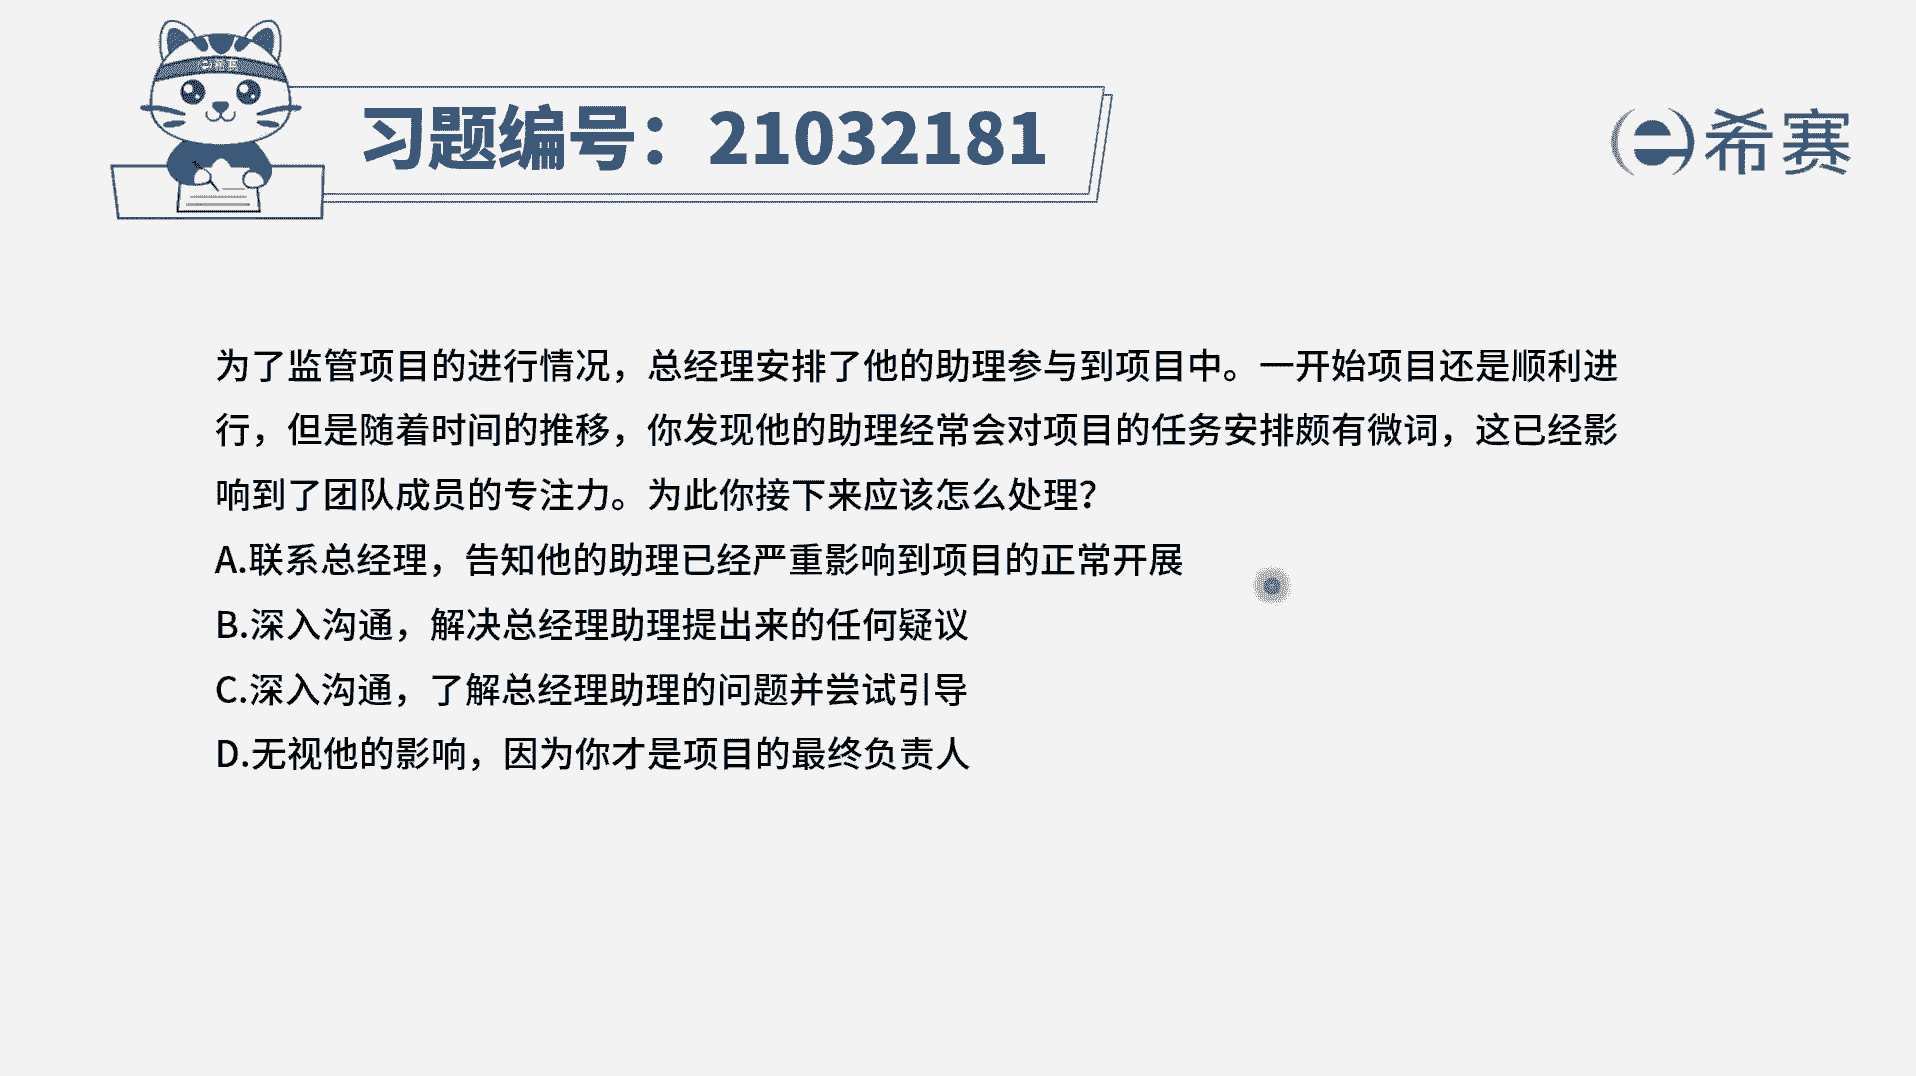 希赛
习题编号：21032181
希赛
为了监管项目的进行情况，总经理安排了他的助理参与到项目中。一开始项目还是顺利进
行，但是随着时间的推移，你发现他的助理经常会对项目的任务安排颇有微词，这已经影
响到了团队成员的专注力。为此你接下来应该怎么处理？
A.联系总经理，告知他的助理已经严重影响到项目的正常开展
B.深入沟通，解决总经理助理提出来的任何疑议
C.深入沟通，了解总经理助理的问题并尝试引导
D.无视他的影响，因为你才是项目的最终负责人